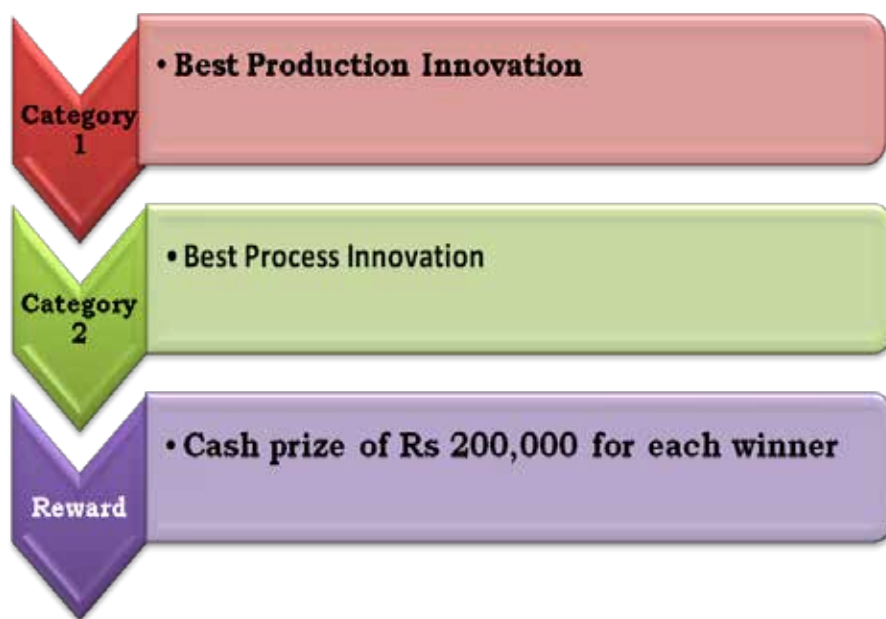 Category
1
• Best Production Innovation
Category
2
• Best Process Innovation
Reward
• Cash prize of Rs 200,000 for each winner